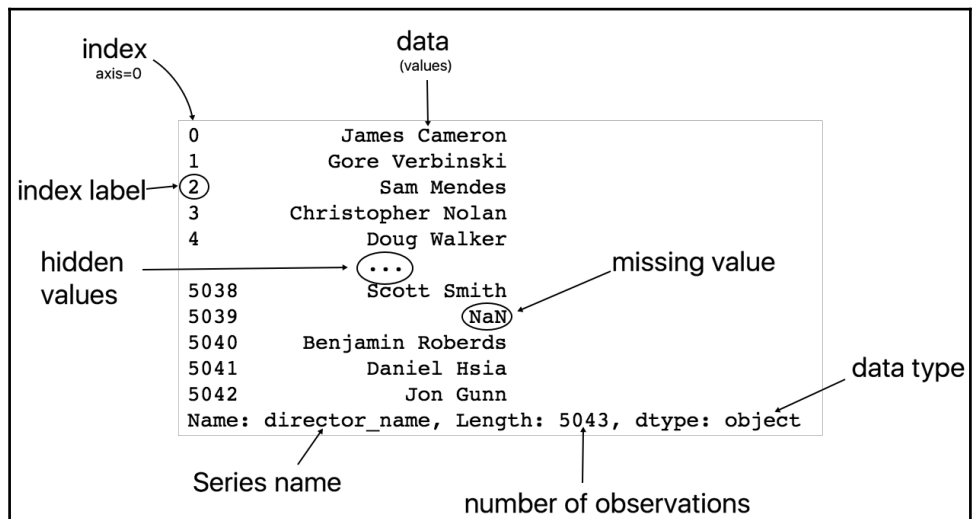 index
axis=0
data
(values)
0 James Cameron
1 Gore Verbinski
index label
2 Sam Mendes
3 Christopher Nolan
4 Doug Walker
hidden
values
...
missing value
5038 Scott Smith
5039 NaN
5040 Benjamin Roberds
5041 Daniel Hsia
data type
5042 Jon Gunn
Name: director_name, Length: 5043, dtype: object
Series name
number of observations